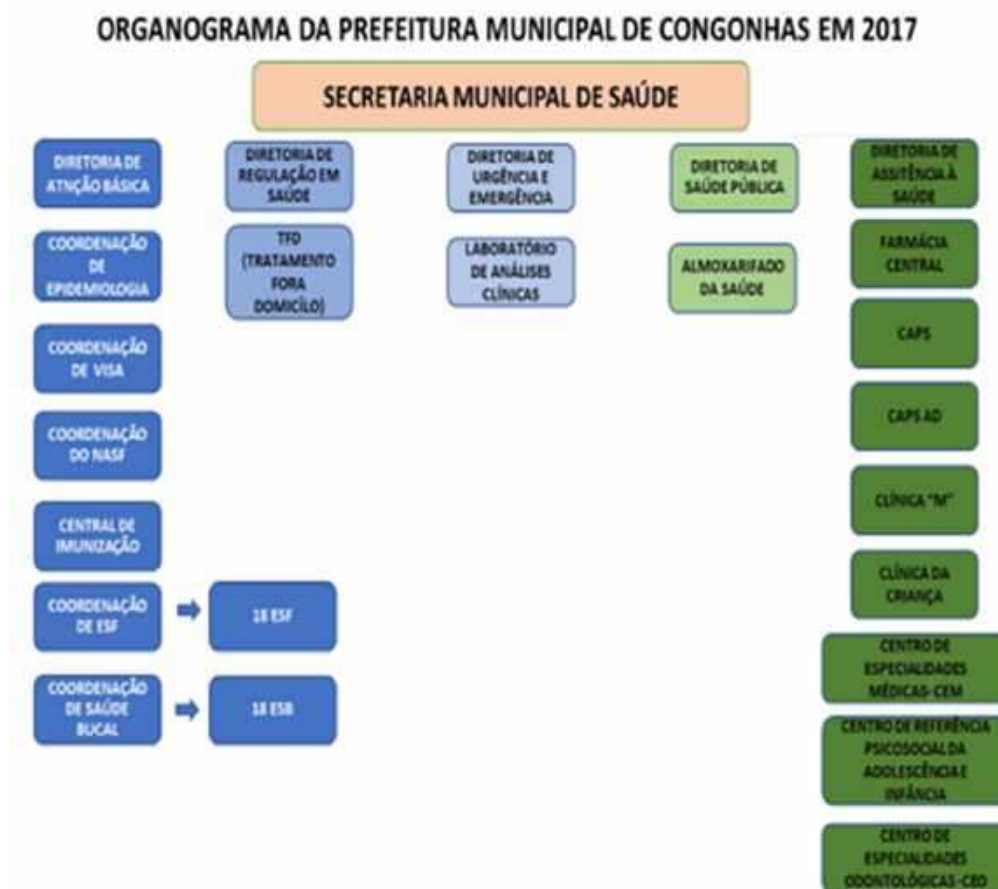 ORGANOGRAMA DA PREFEITURA MUNICIPAL DE CONGONHAS EM 2017
SECRETARIA MUNICIPAL DE SAÚDE
DIRETORIA DE
ATNÇÃO BÁSICA
COORDENAÇÃO
DE
EPIDEMIOLOGIA
COORDENAÇÃO
DE VISA
COORDENAÇÃO
DO NASF
CENTRAL DE
IMUNIZAÇÃO
COORDENAÇÃO
DE ESF
18 ESF
COORDENAÇÃO
DE SAÚDE
BUCAL
18 ESB
DIRETORIA DE
REGULAÇÃO EM
SAÚDE
TFD
(TRATAMENTO
FORA
DOMICÍLO)
DIRETORIA DE
URGÊNCIA E
EMERGÊNCIA
LABORATÓRIO
DE ANÁLISES
CLÍNICAS
DIRETORIA DE
SAÚDE PÚBLICA
ALMOXARIFADO
DA SAÚDE
DIRETORIA DE
ASSITÊNCIA À
SAÚDE
FARMÁCIA
CENTRAL
CAPS
CAPS AD
CLÍNICA "M"
CLÍNICA DA
CRIANÇA
CENTRO DE
ESPECIALIDADES
MÉDICAS- CEM
CENTRO DE REFERÊNCIA
PSICOSOCIAL DA
ADOLESCÊNCIA E
INFÂNCIA
CENTRO DE
ESPECIALIDADES
ODONTOLÓGICAS -CEO